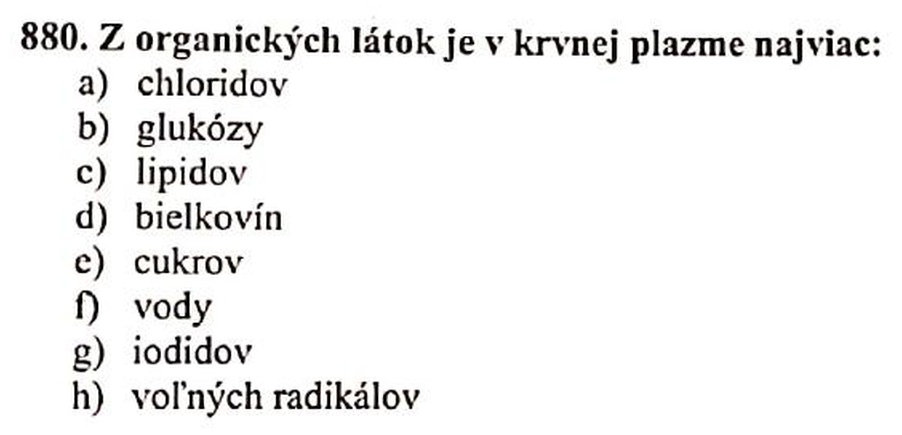 880. Z organických látok je v krvnej plazme najviac:
a) chloridov
b) glukózy
c) lipidov
d) bielkovín
e) cukrov
f) vody
g) iodidov
h) voľných radikálov